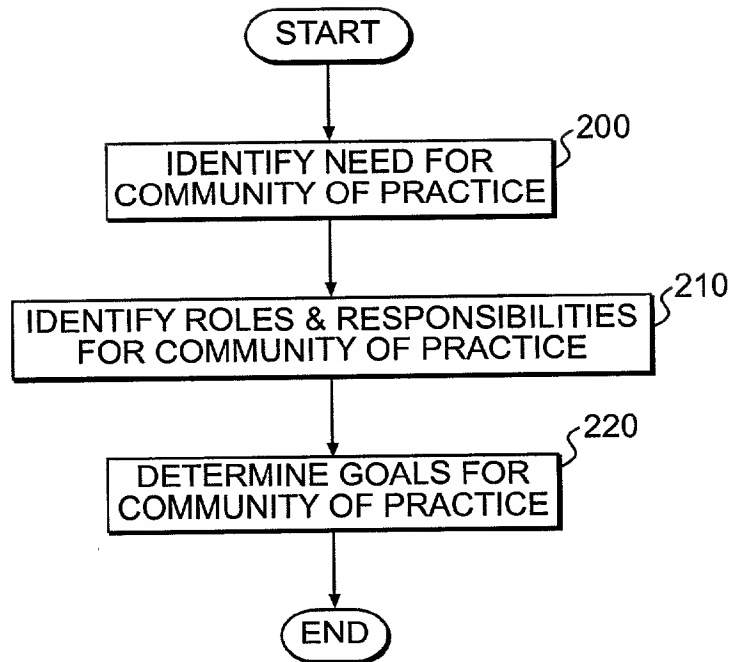 START
200
IDENTIFY NEED FOR
COMMUNITY OF PRACTICE
210
IDENTIFY ROLES & RESPONSIBILITIES
FOR COMMUNITY OF PRACTICE
220
DETERMINE GOALS FOR
COMMUNITY OF PRACTICE
END